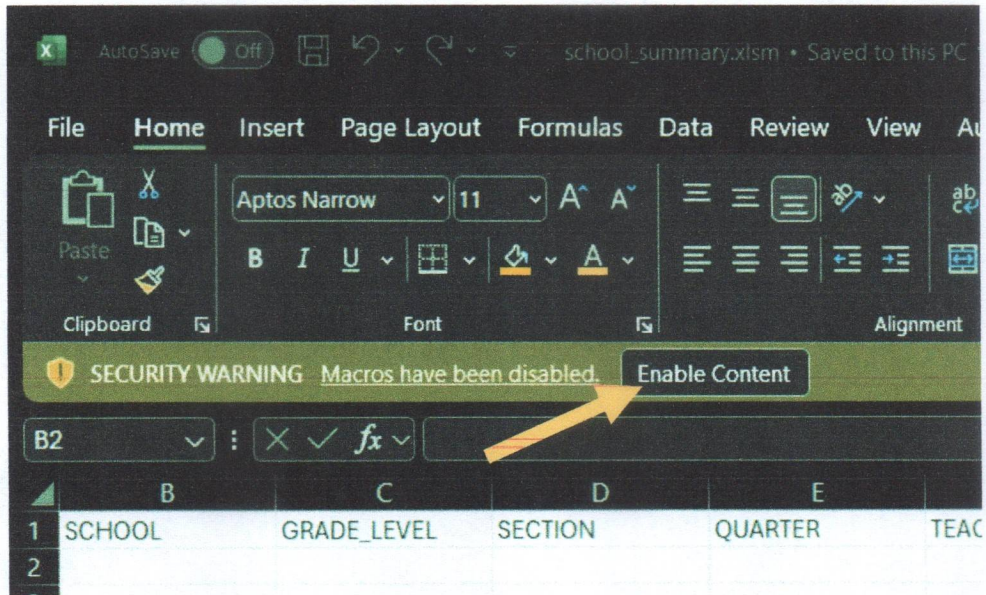 AutoSave Off school_summary.xlsm • Saved to this PC
File Home Insert Page Layout Formulas Data Review View
Paste Aptos Narrow 11 A A ab
B I U A ab c
Clipboard Font Alignment
SECURITY WARNING Macros have been disabled. Enable Content
B2 fx
B C D E
1 SCHOOL GRADE_LEVEL SECTION QUARTER
2